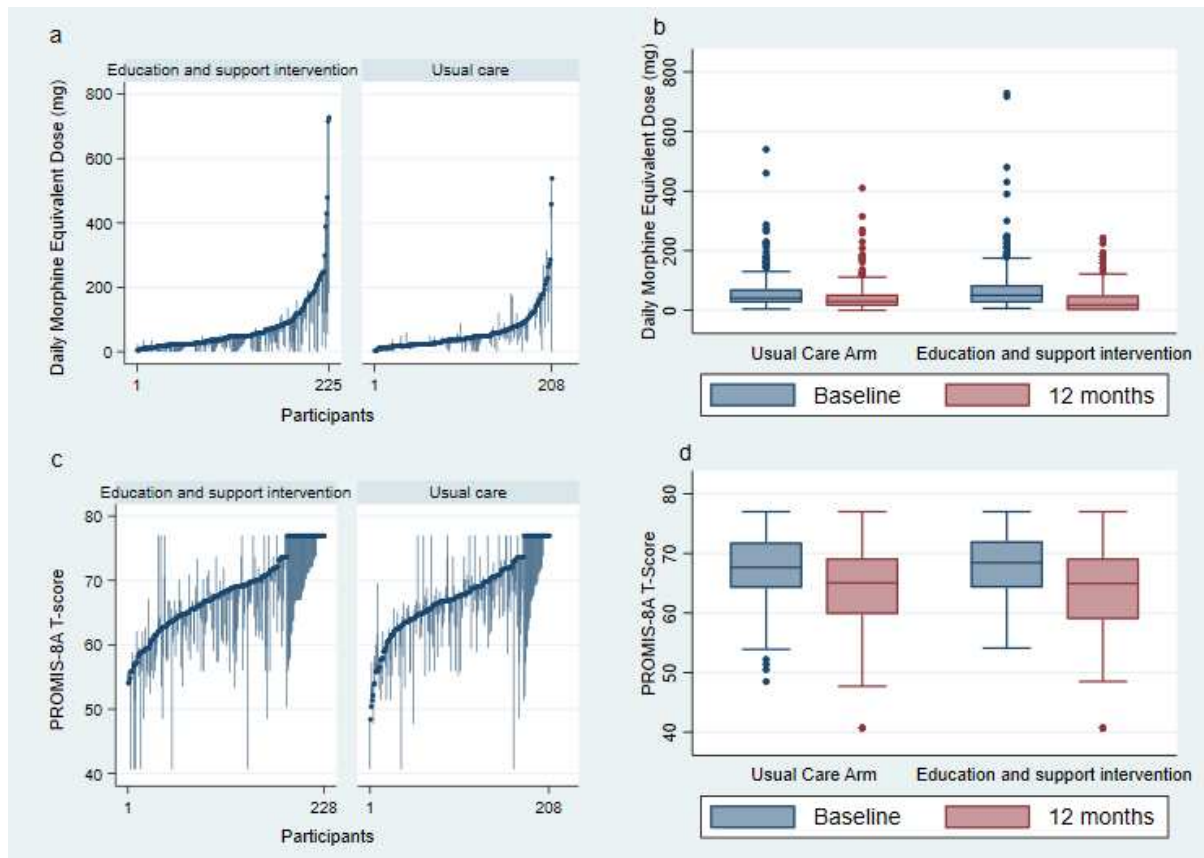 a
Education and support intervention
Usual care
Daily Morphine Equivalent Dose (mg)
800
600
400
200
0
1
225
1
208
Participants
b
Daily Morphine Equivalent Dose (mg)
800
600
400
200
0
Usual Care Arm
Education and support intervention
Baseline
12 months
c
Education and support intervention
Usual care
PROMIS-8A T-score
80
70
60
50
40
1
228
1
208
Participants
d
PROMIS-8A T-Score
80
70
60
50
40
Usual Care Arm
Education and support intervention
Baseline
12 months